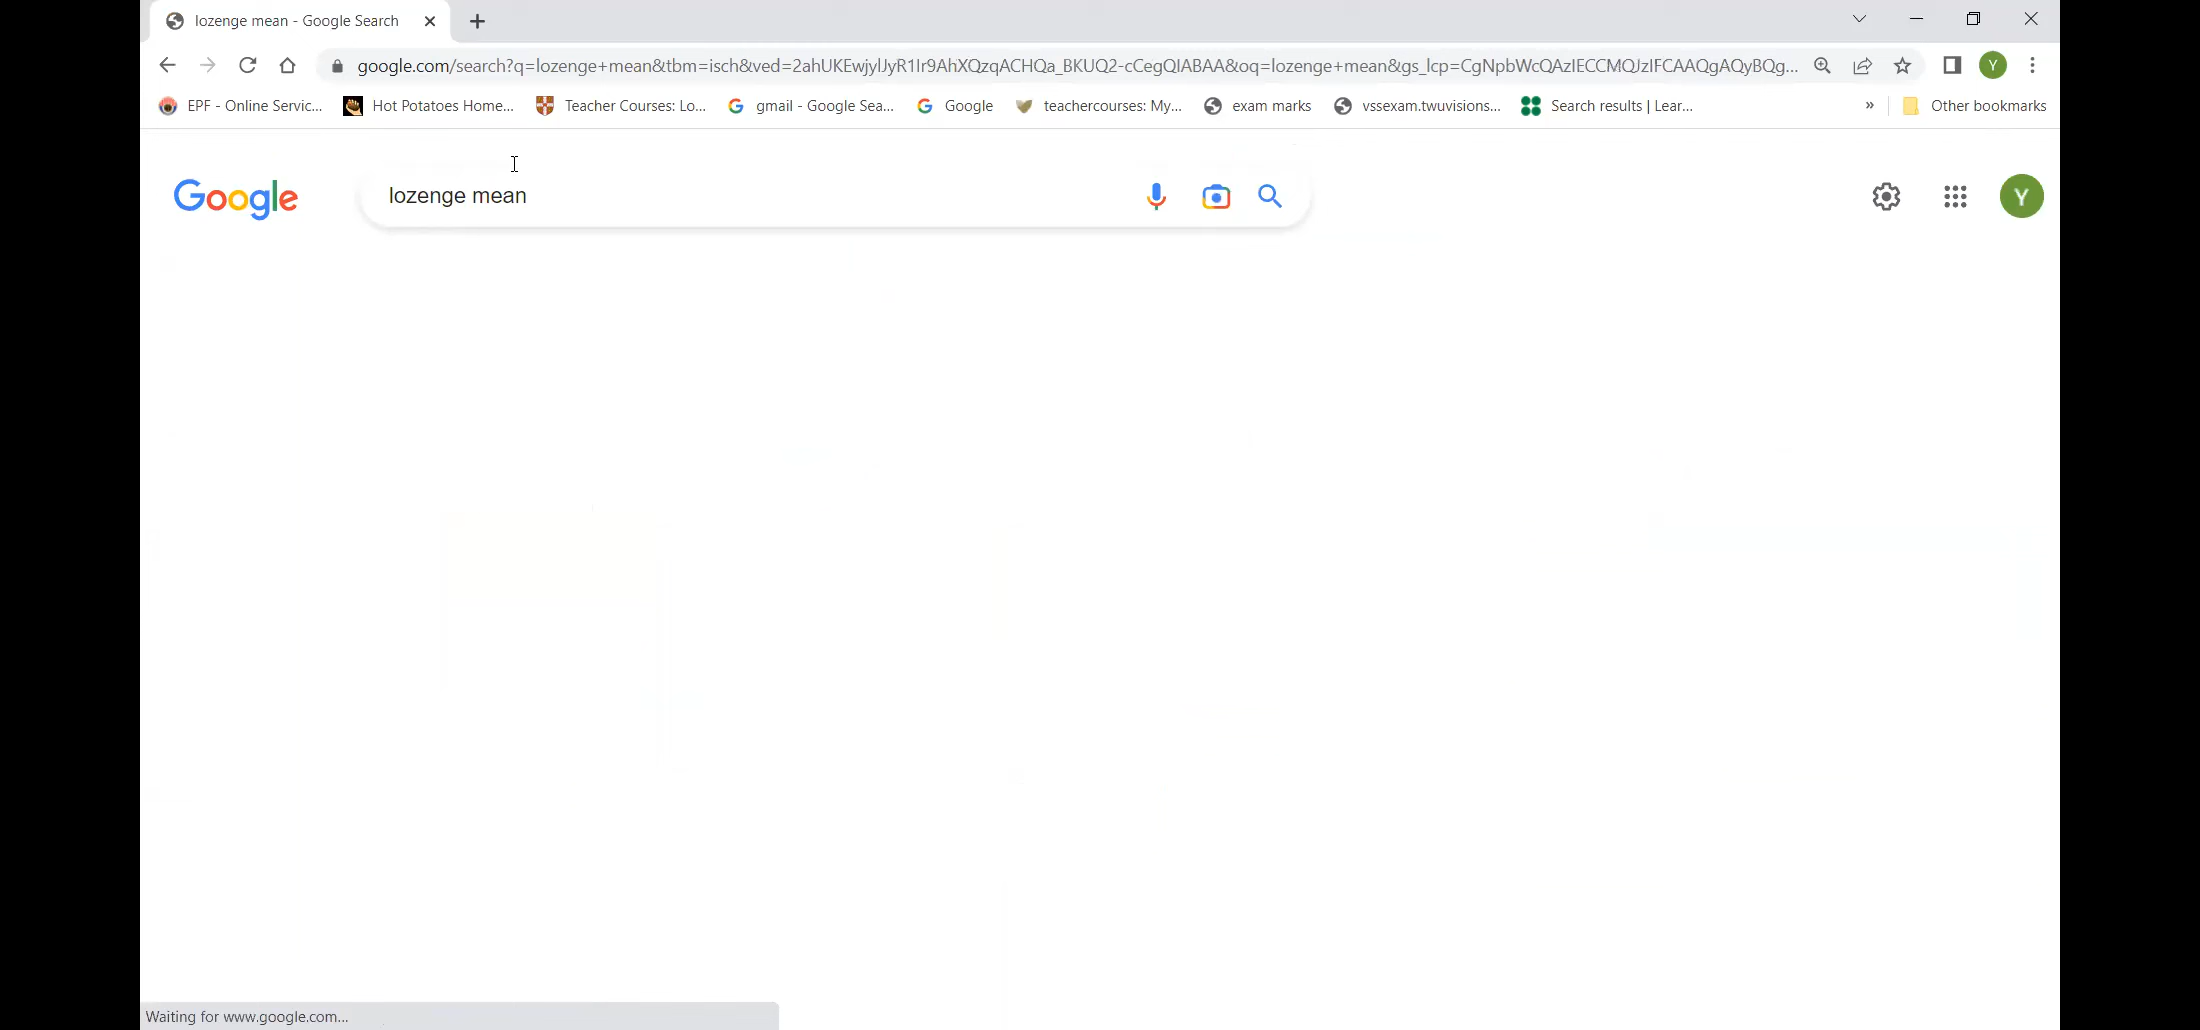 lozenge mean - Google Search
google.com/search?q=lozenge+mean&tbm=isch&ved=2ahUKEwjylJyR1Ir9AhXQzqACHQa_BKUQ2-cCegQIABAA&oq=lozenge+mean&gs_lcp=CgNpbWcQAzIECCMQJzIFCAAQgAQyBQg...
Y
EPF - Online Servic...
Hot Potatoes Home...
Teacher Courses: Lo...
gmail - Google Sea...
Google
teachercourses: My...
exam marks
vssexam.twuvisions...
Search results | Lear...
»
Other bookmarks
Google
lozenge mean
Y
Waiting for www.google.com...